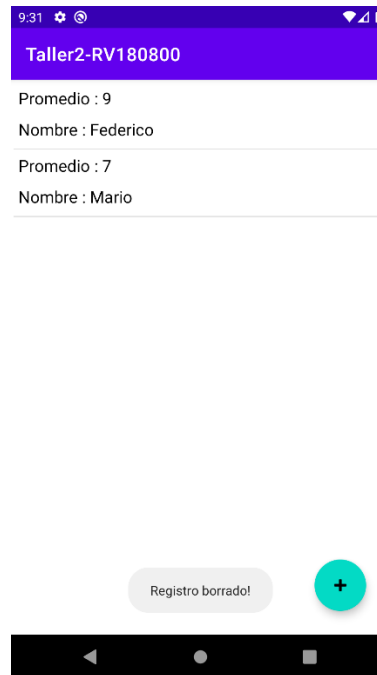 9:31
Taller2-RV180800
Promedio : 9
Nombre : Federico
Promedio : 7
Nombre : Mario
Registro borrado!
+